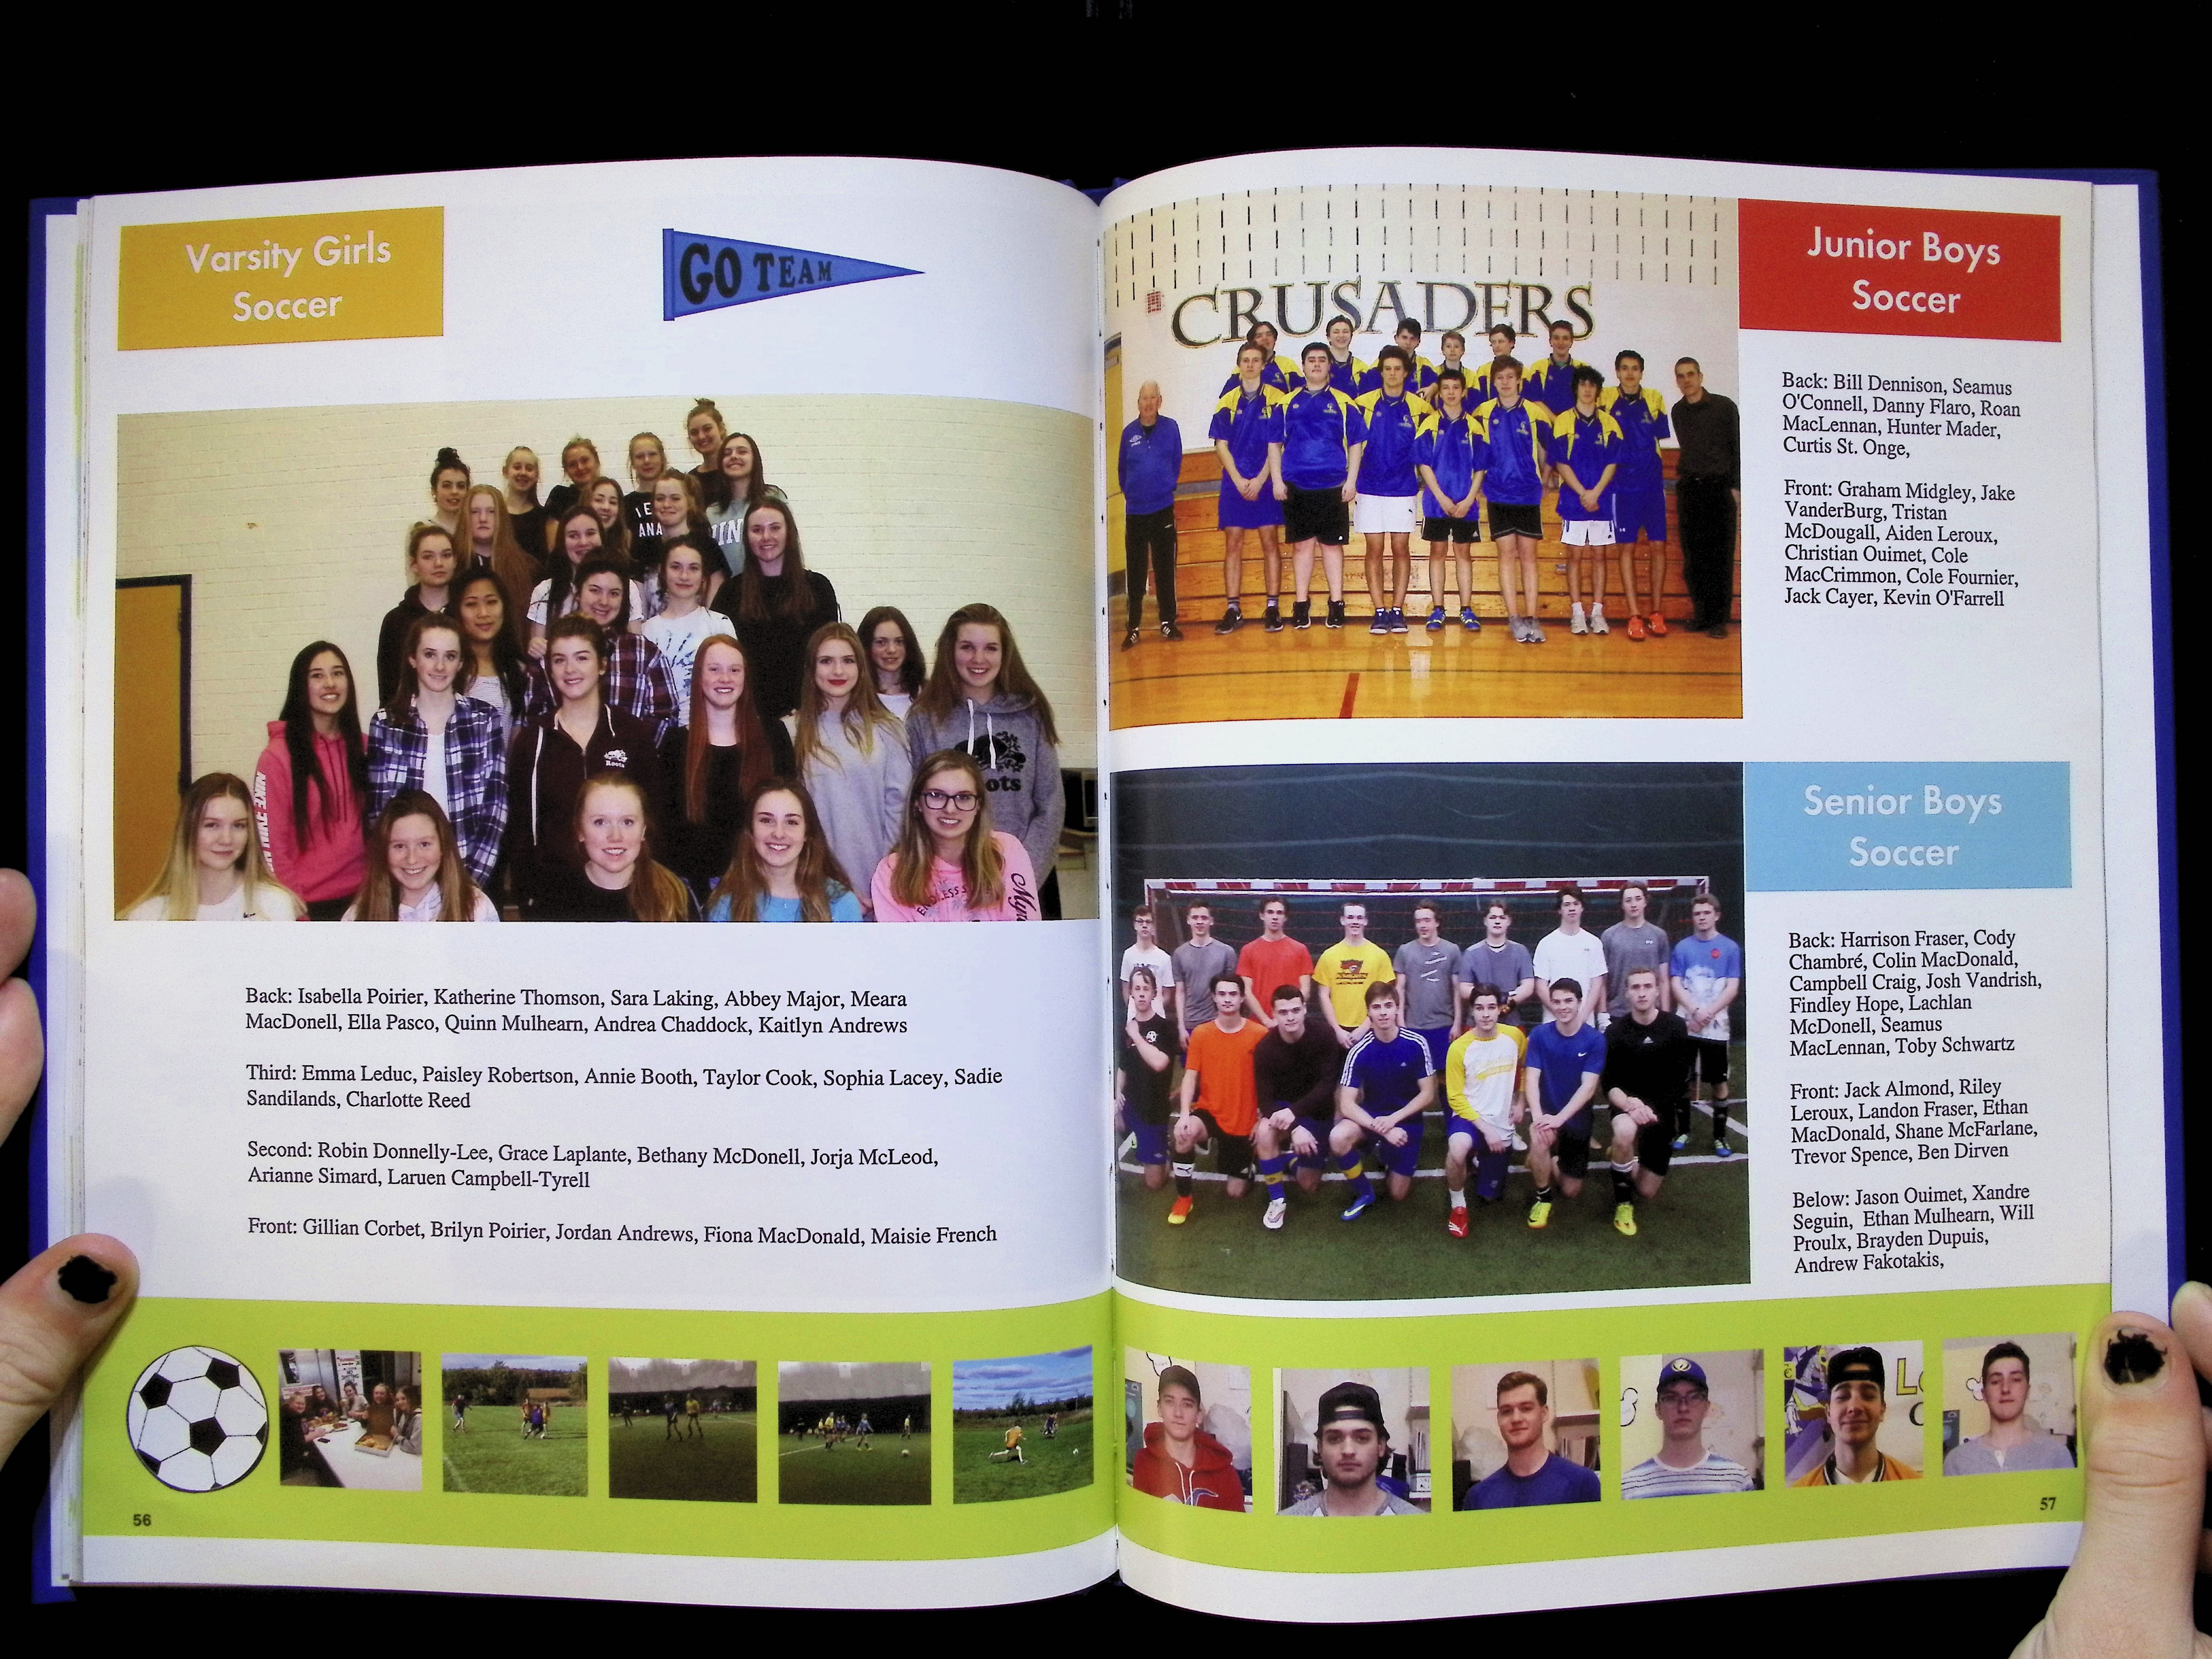 Varsity Girls
Soccer
GO TEAM
IE
ANA
UN
NIKE
Roots
ots
ENDLESS S
Back: Isabella Poirier, Katherine Thomson, Sara Laking, Abbey Major, Meara
MacDonell, Ella Pasco, Quinn Mulhearn, Andrea Chaddock, Kaitlyn Andrews
Third: Emma Leduc, Paisley Robertson, Annie Booth, Taylor Cook, Sophia Lacey, Sadie
Sandilands, Charlotte Reed
Second: Robin Donnelly-Lee, Grace Laplante, Bethany McDonell, Jorja McLeod,
Arianne Simard, Laruen Campbell-Tyrell
Front: Gillian Corbet, Brilyn Poirier, Jordan Andrews, Fiona MacDonald, Maisie French
56
CRUSADERS
Junior Boys
Soccer
Back: Bill Dennison, Seamus
O'Connell, Danny Flaro, Roan
MacLennan, Hunter Mader,
Curtis St. Onge,
Front: Graham Midgley, Jake
VanderBurg, Tristan
McDougall, Aiden Leroux,
Christian Ouimet, Cole
MacCrimmon, Cole Fournier,
Jack Cayer, Kevin O'Farrell
Senior Boys
Soccer
Back: Harrison Fraser, Cody
Chambré, Colin MacDonald,
Campbell Craig, Josh Vandrish,
Findley Hope, Lachlan
McDonell, Seamus
MacLennan, Toby Schwartz
Front: Jack Almond, Riley
Leroux, Landon Fraser, Ethan
MacDonald, Shane McFarlane,
Trevor Spence, Ben Dirven
Below: Jason Ouimet, Xandre
Seguin, Ethan Mulhearn, Will
Proulx, Brayden Dupuis,
Andrew Fakotakis,
57